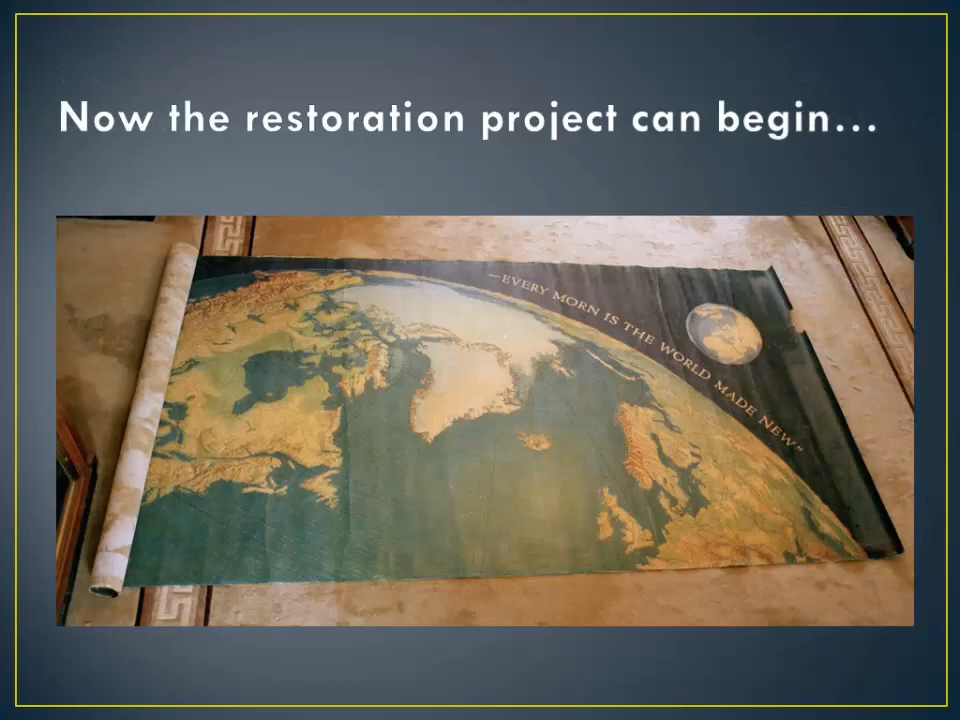 Now the restoration project can begin...
—EVERY MORN IS THE WORLD MADE NEW"